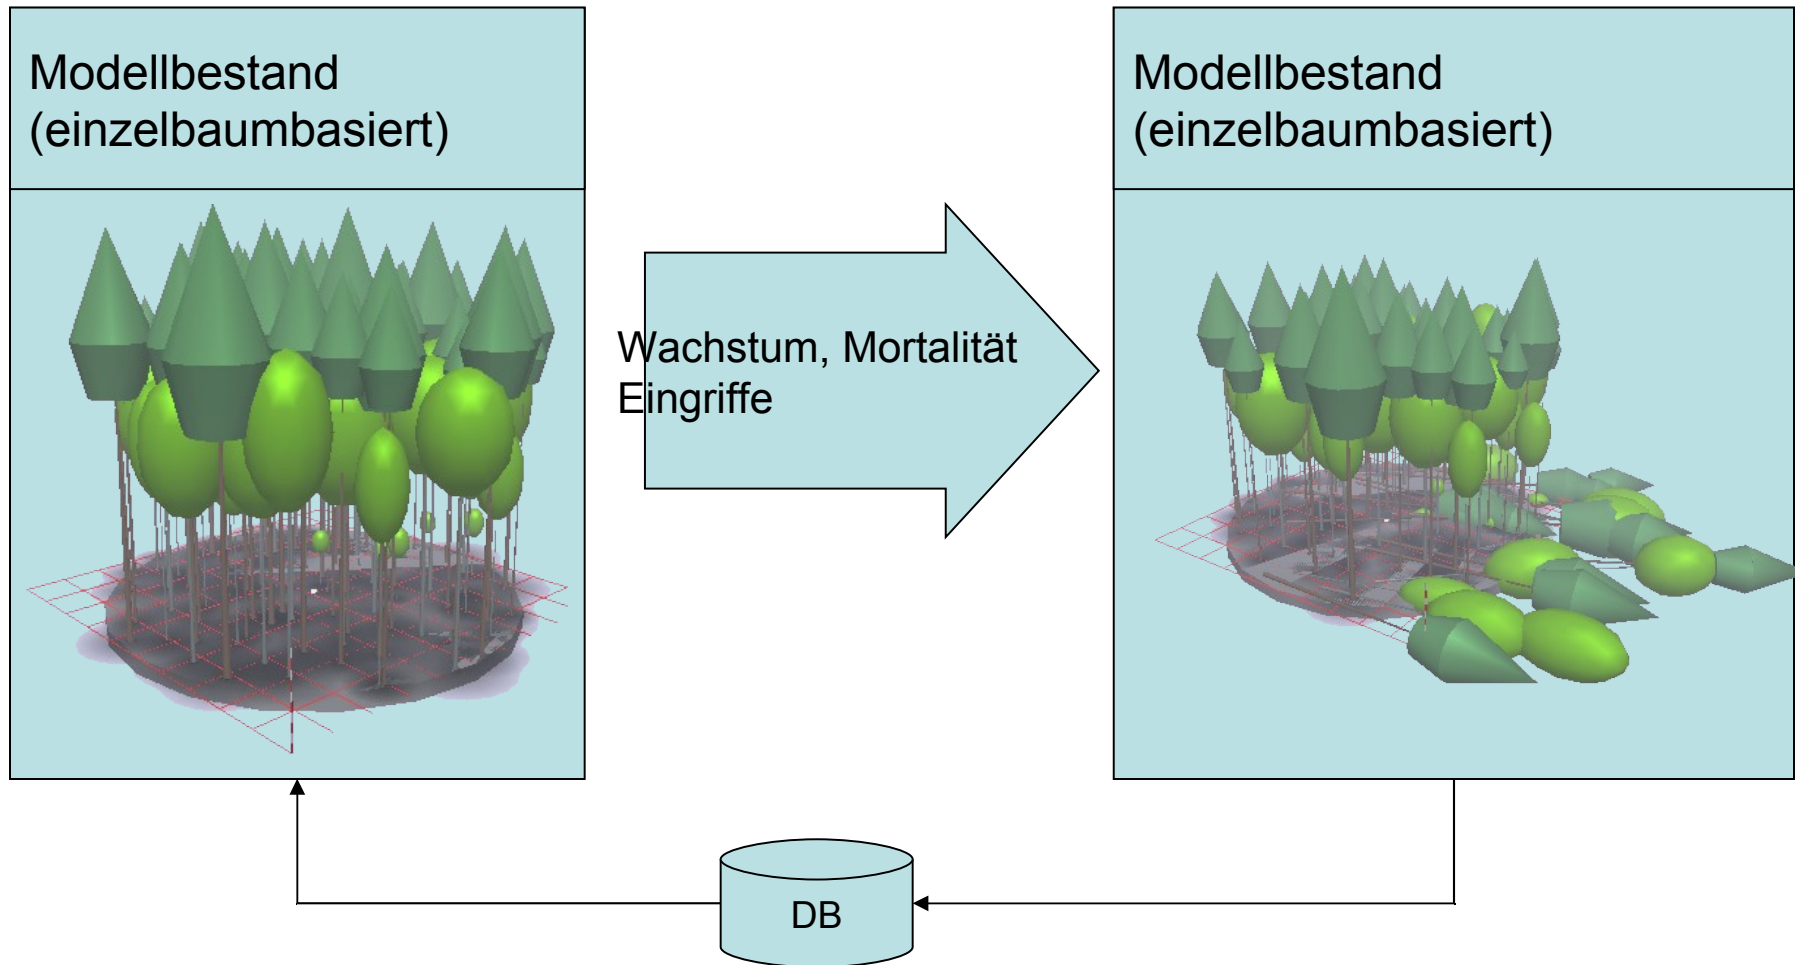 Modellbestand
(einzelbaumbasiert)
Wachstum, Mortalität
Eingriffe
Modellbestand
(einzelbaumbasiert)
DB